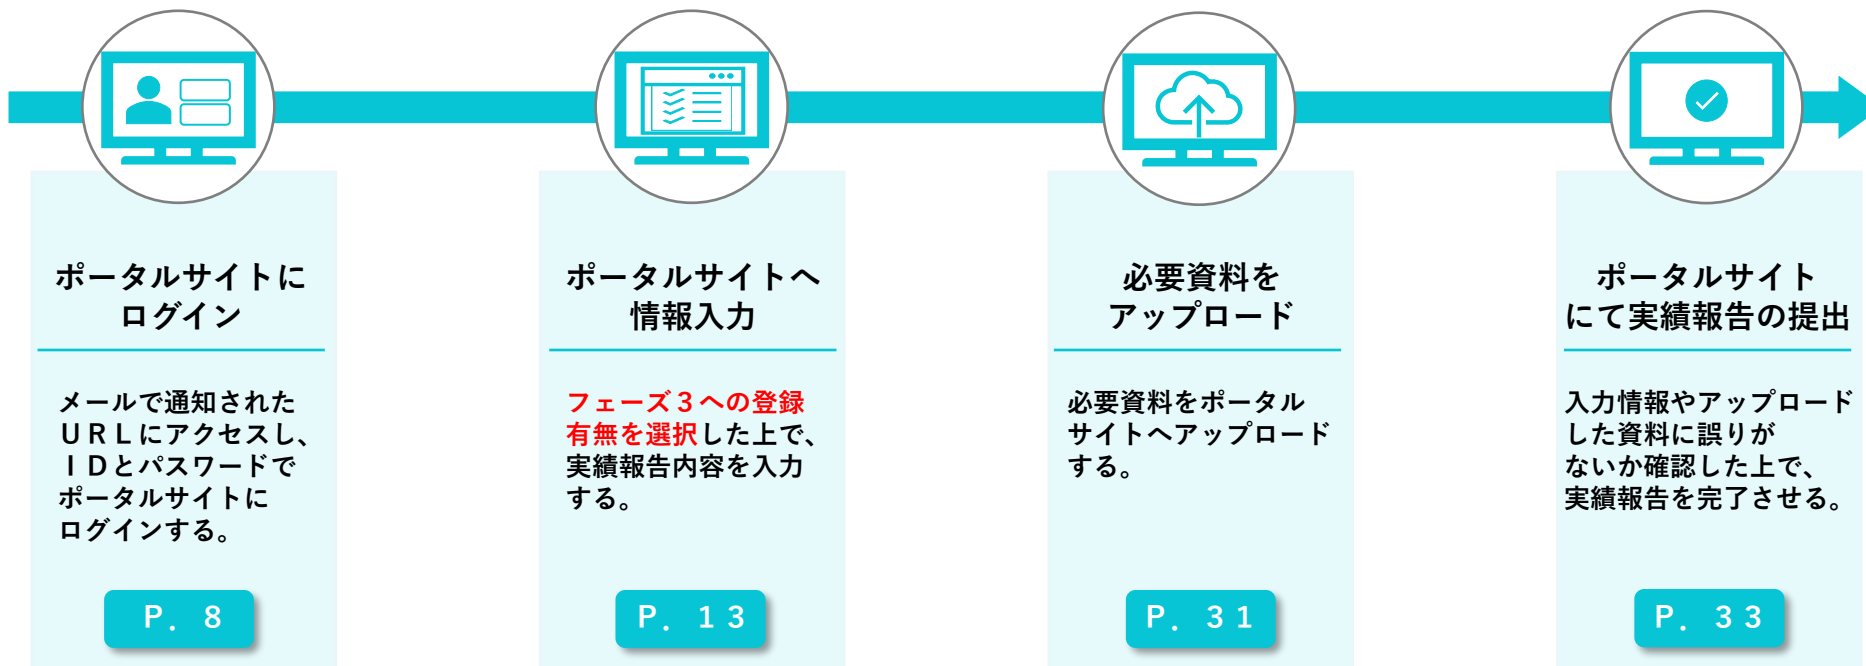 ポータルサイトに
ログイン
メールで通知された
ＵＲＬにアクセスし、
ＩＤとパスワードで
ポータルサイトに
ログインする。
Ｐ．８
ポータルサイトへ
情報入力
フェーズ３への登録
有無を選択した上で、
実績報告内容を入力
する。
Ｐ．１３
必要資料を
アップロード
必要資料をポータル
サイトへアップロード
する。
Ｐ．３１
ポータルサイト
にて実績報告の提出
入力情報やアップロード
した資料に誤りが
ないか確認した上で、
実績報告を完了させる。
Ｐ．３３